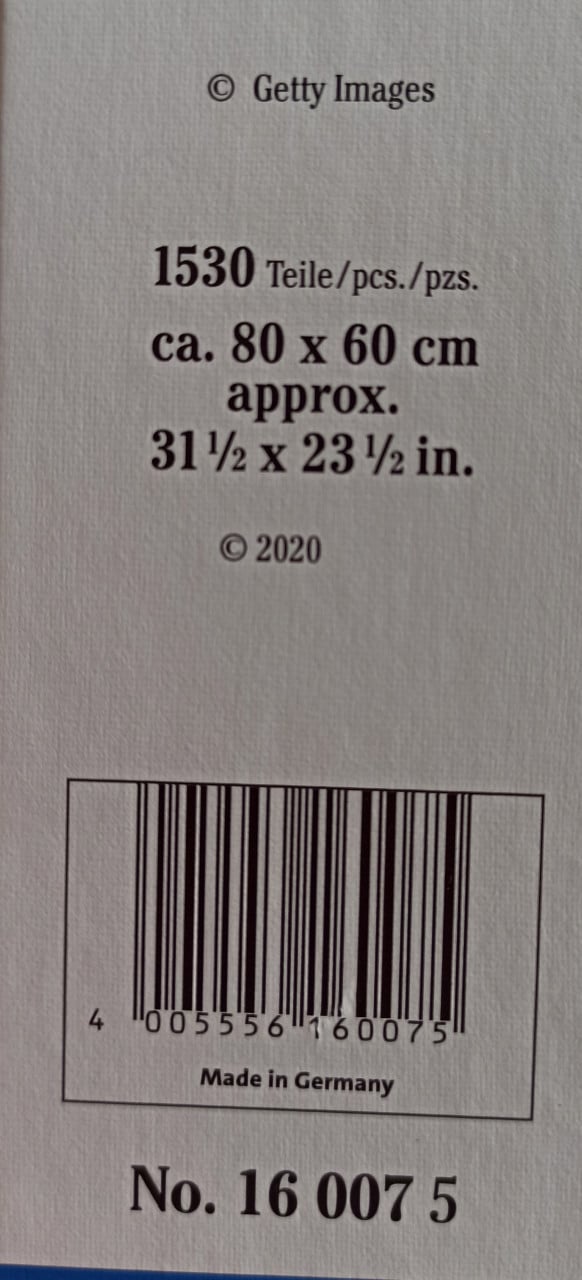 © Getty Images
1530 Teile/pcs./pzs.
ca. 80 x 60 cm
approx.
31 ½ x 23 ½ in.
© 2020
4 005556 160075
Made in Germany
No. 16 007 5